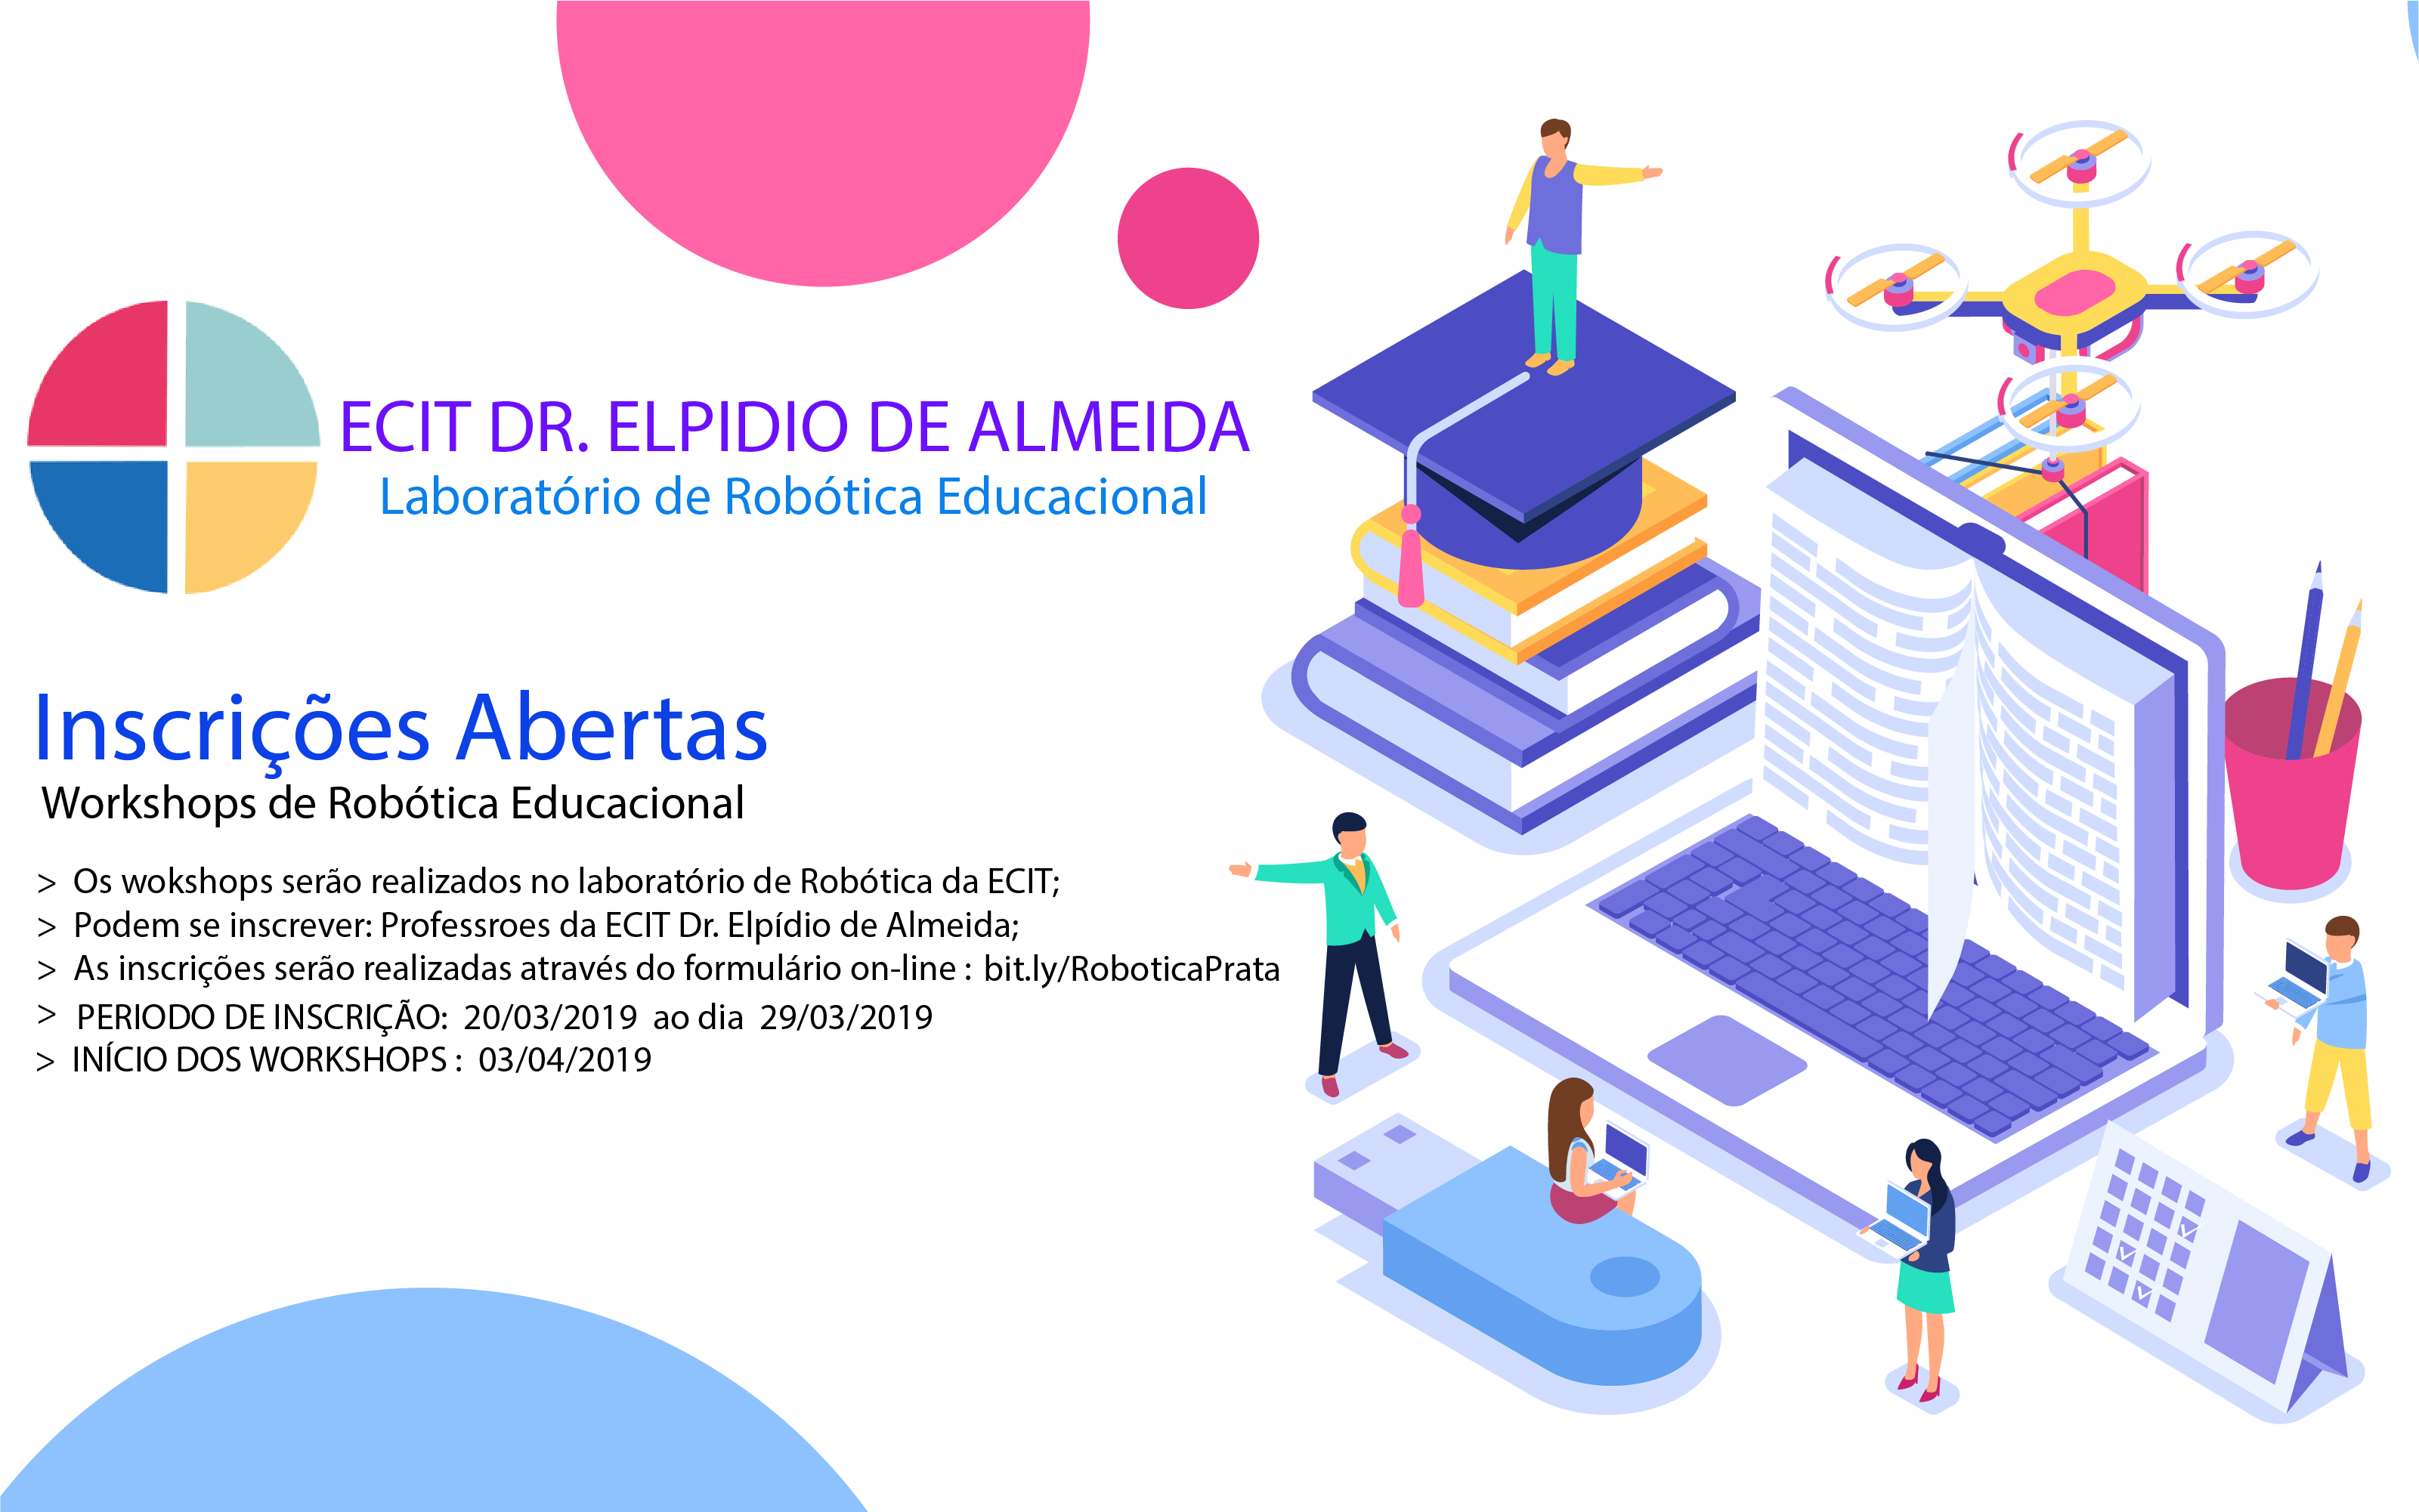 ECIT DR. ELPIDIO DE ALMEIDA
Laboratório de Robótica Educacional
Inscrições Abertas
Workshops de Robótica Educacional
> Os wokshops serão realizados no laboratório de Robótica da ECIT;
> Podem se inscrever: Professroes da ECIT Dr. Elpídio de Almeida;
> As inscrições serão realizadas através do formulário on-line : bit.ly/RoboticaPrata
> PERIODO DE INSCRIÇÃO: 20/03/2019 ao dia 29/03/2019
> INÍCIO DOS WORKSHOPS : 03/04/2019